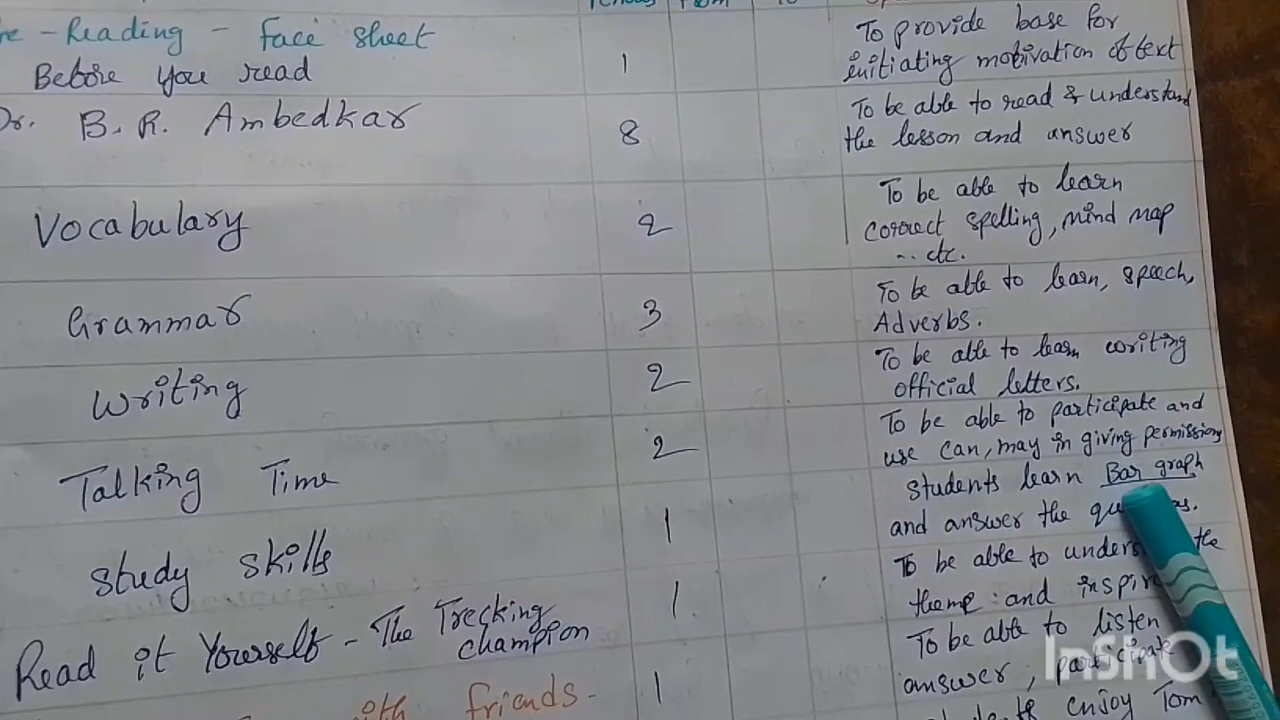 - Reading - Face sheet
Before you read
1
To provide base for
initiating motivation of text
Dr. B. R. Ambedkar
8
To be able to read & understand
the lesson and answer
Vocabulary
2
To be able to learn
correct spelling, mind map
... etc.
Grammar
3
To be able to learn, speech,
Adverbs.
Writing
2
To be able to learn writing
official letters.
Talking Time
2
To be able to participate and
use can, may in giving permission
Study skills
1
students learn Bar graph
and answer the
Read it Yourself - The Trecking
champion
1.
To be able to the
theme and
friends-
1
To be able to listen
answer, participate
enjoy Tom
InShOt